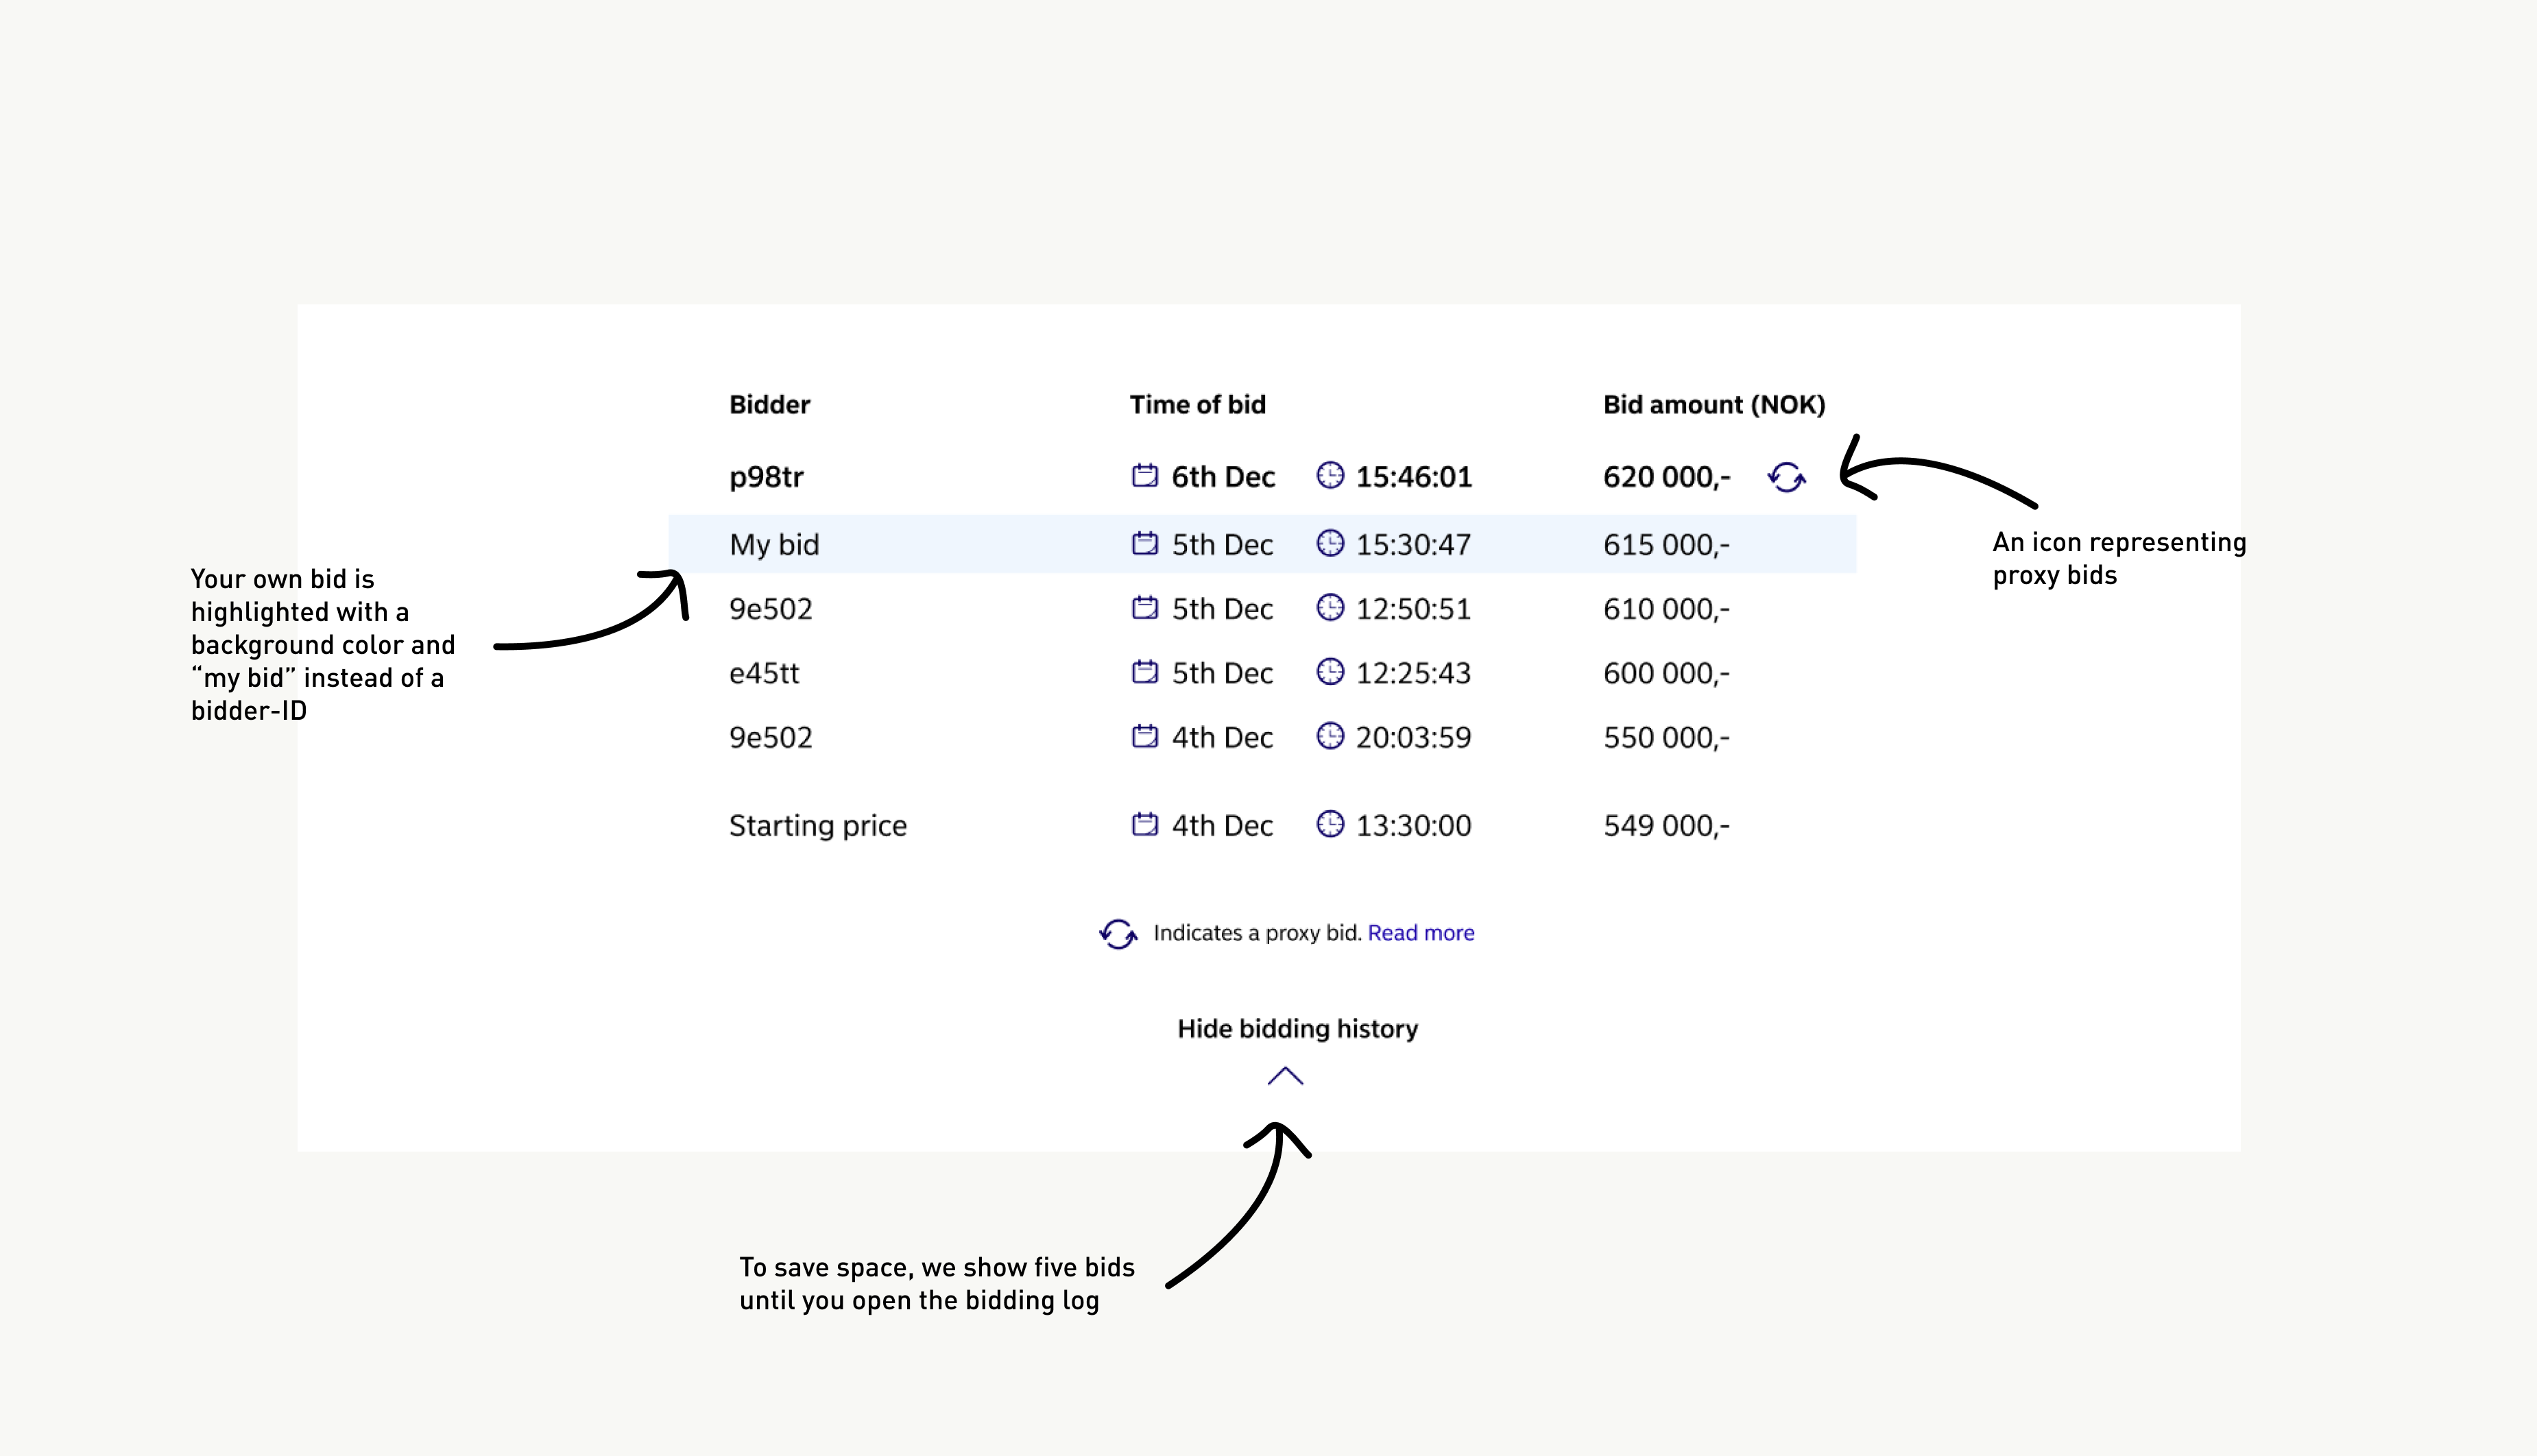 Bidder Time of bid Bid amount (NOK)
p98tr 6th Dec 15:46:01 620 000,-
My bid 5th Dec 15:30:47 615 000,-
9e502 5th Dec 12:50:51 610 000,-
e45tt 5th Dec 12:25:43 600 000,-
9e502 4th Dec 20:03:59 550 000,-
Starting price 4th Dec 13:30:00 549 000,-
Indicates a proxy bid. Read more
Hide bidding history
Your own bid is
highlighted with a
background color and
“my bid” instead of a
bidder-ID
An icon representing
proxy bids
To save space, we show five bids
until you open the bidding log